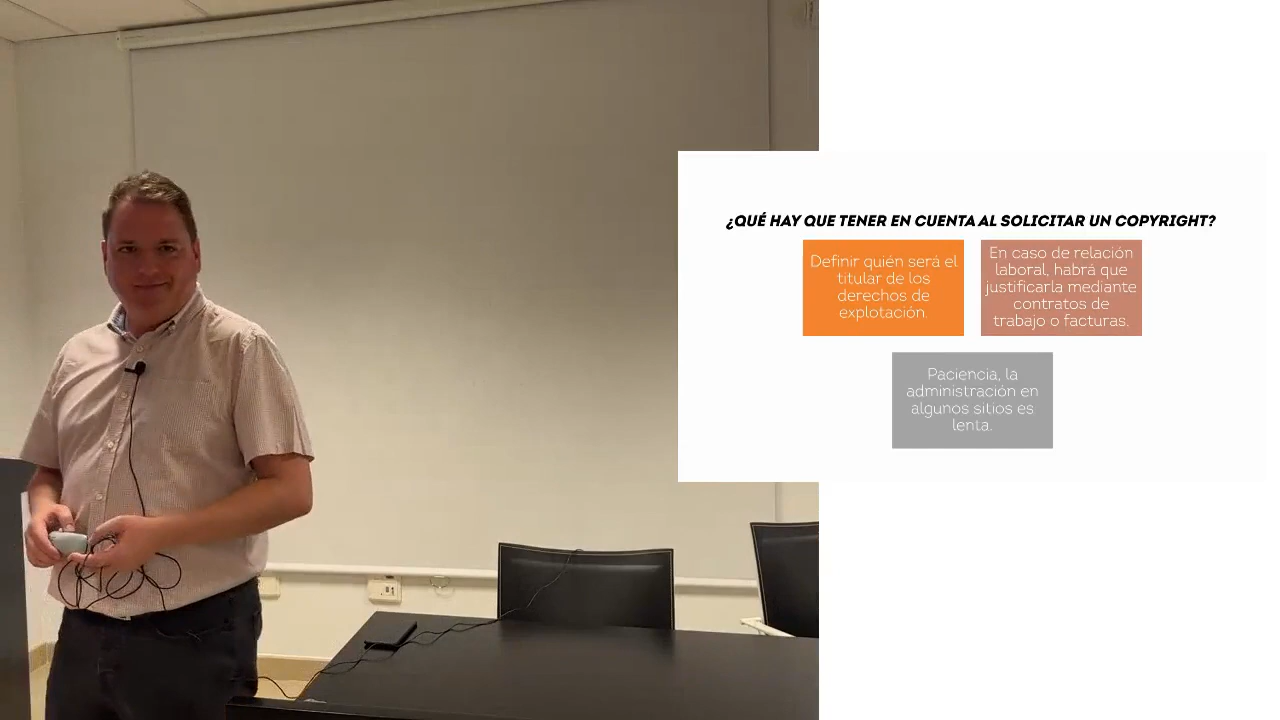 ¿QUÉ HAY QUE TENER EN CUENTA AL SOLICITAR UN COPYRIGHT?
Definir quién será el
titular de los
derechos de
explotación.
En caso de relación
laboral, habrá que
justificarla mediante
contratos de
trabajo o facturas.
Paciencia, la
administración en
algunos sitios es
lenta.